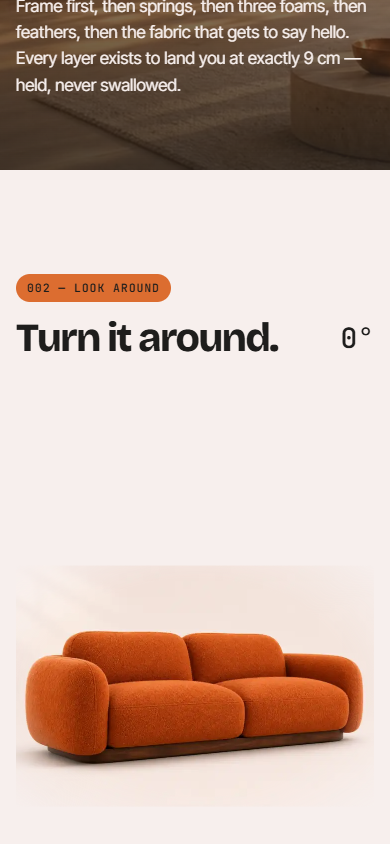 Frame first, then springs, then three foams, then
feathers, then the fabric that gets to say hello.
Every layer exists to land you at exactly 9 cm —
held, never swallowed.
002 — LOOK AROUND
Turn it around.
0°